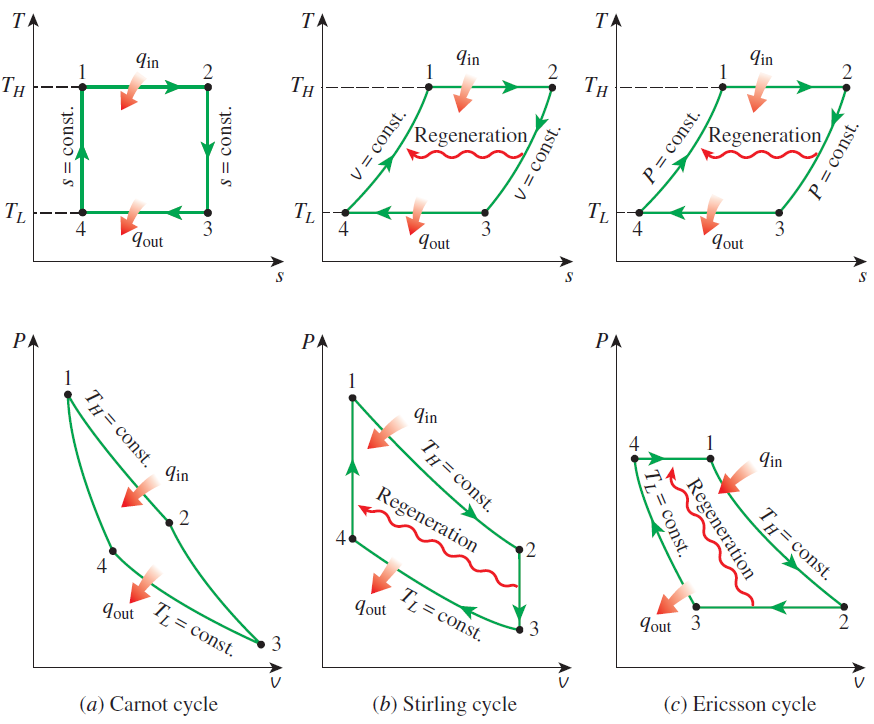 T
T_H
T_L
1
2
3
4
q_in
q_out
s = const.
s = const.
s
T
T_H
T_L
1
2
3
4
q_in
q_out
v = const.
Regeneration
v = const.
s
T
T_H
T_L
1
2
3
4
q_in
q_out
P = const.
Regeneration
P = const.
s
P
1
T_H = const.
q_in
2
4
q_out
T_L = const.
3
v
(a) Carnot cycle
P
1
q_in
T_H = const.
Regeneration
4
2
q_out
T_L = const.
3
v
(b) Stirling cycle
P
4
1
q_in
T_L = const.
Regeneration
T_H = const.
q_out
3
2
v
(c) Ericsson cycle